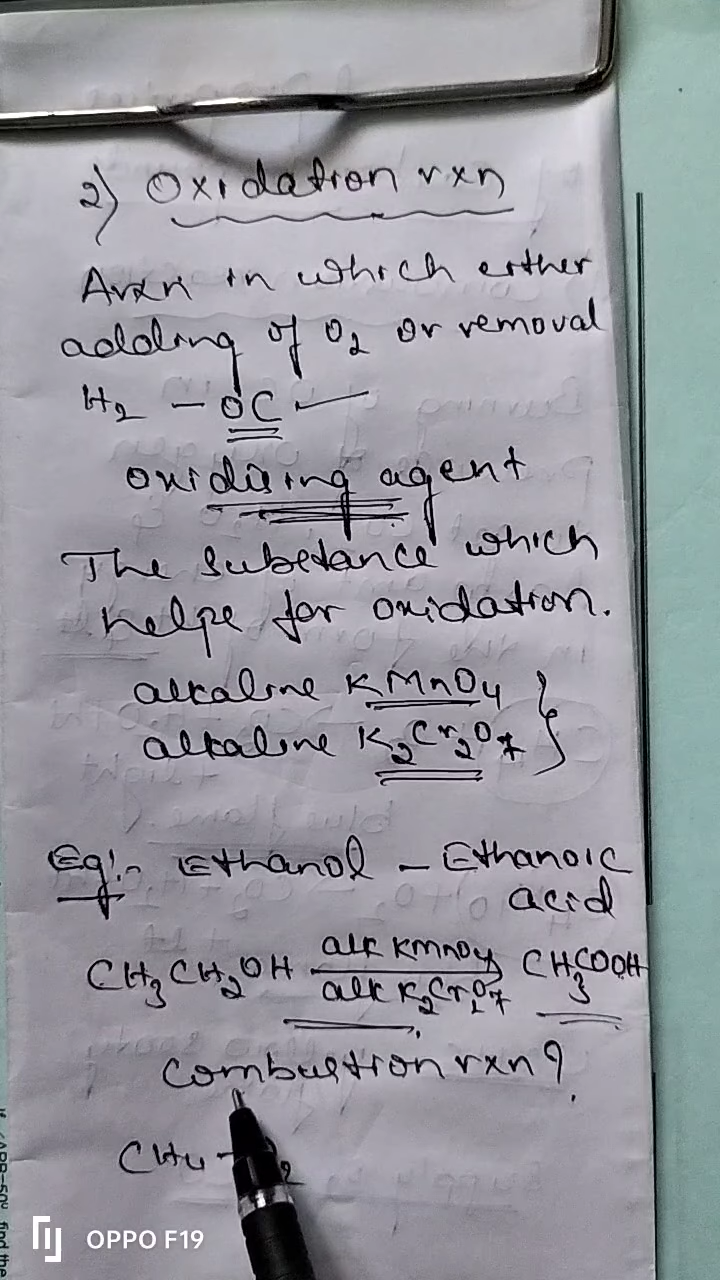 2) Oxidation rxn
A rxn in which either
adding of O₂ or removal
H₂ - OC
oxidising agent
The substance which
helps for oxidation.
alkaline KMnO₄
alkaline K₂Cr₂O₇ }
Eg:- Ethanol - Ethanoic
acid
CH₃CH₂OH alk KMnO₄ CH₃COOH
alk K₂Cr₂O₇
Combustion rxn?
CH₄
OPPO F19